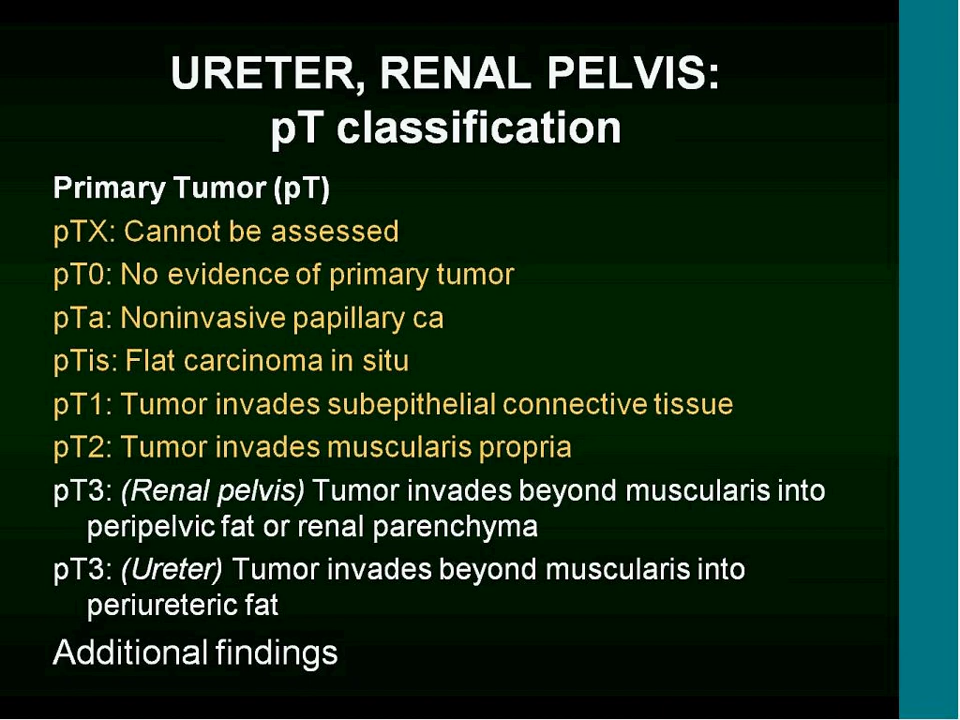 URETER, RENAL PELVIS:
pT classification
Primary Tumor (pT)
pTX: Cannot be assessed
pT0: No evidence of primary tumor
pTa: Noninvasive papillary ca
pTis: Flat carcinoma in situ
pT1: Tumor invades subepithelial connective tissue
pT2: Tumor invades muscularis propria
pT3: (Renal pelvis) Tumor invades beyond muscularis into
peripelvic fat or renal parenchyma
pT3: (Ureter) Tumor invades beyond muscularis into
periureteric fat
Additional findings